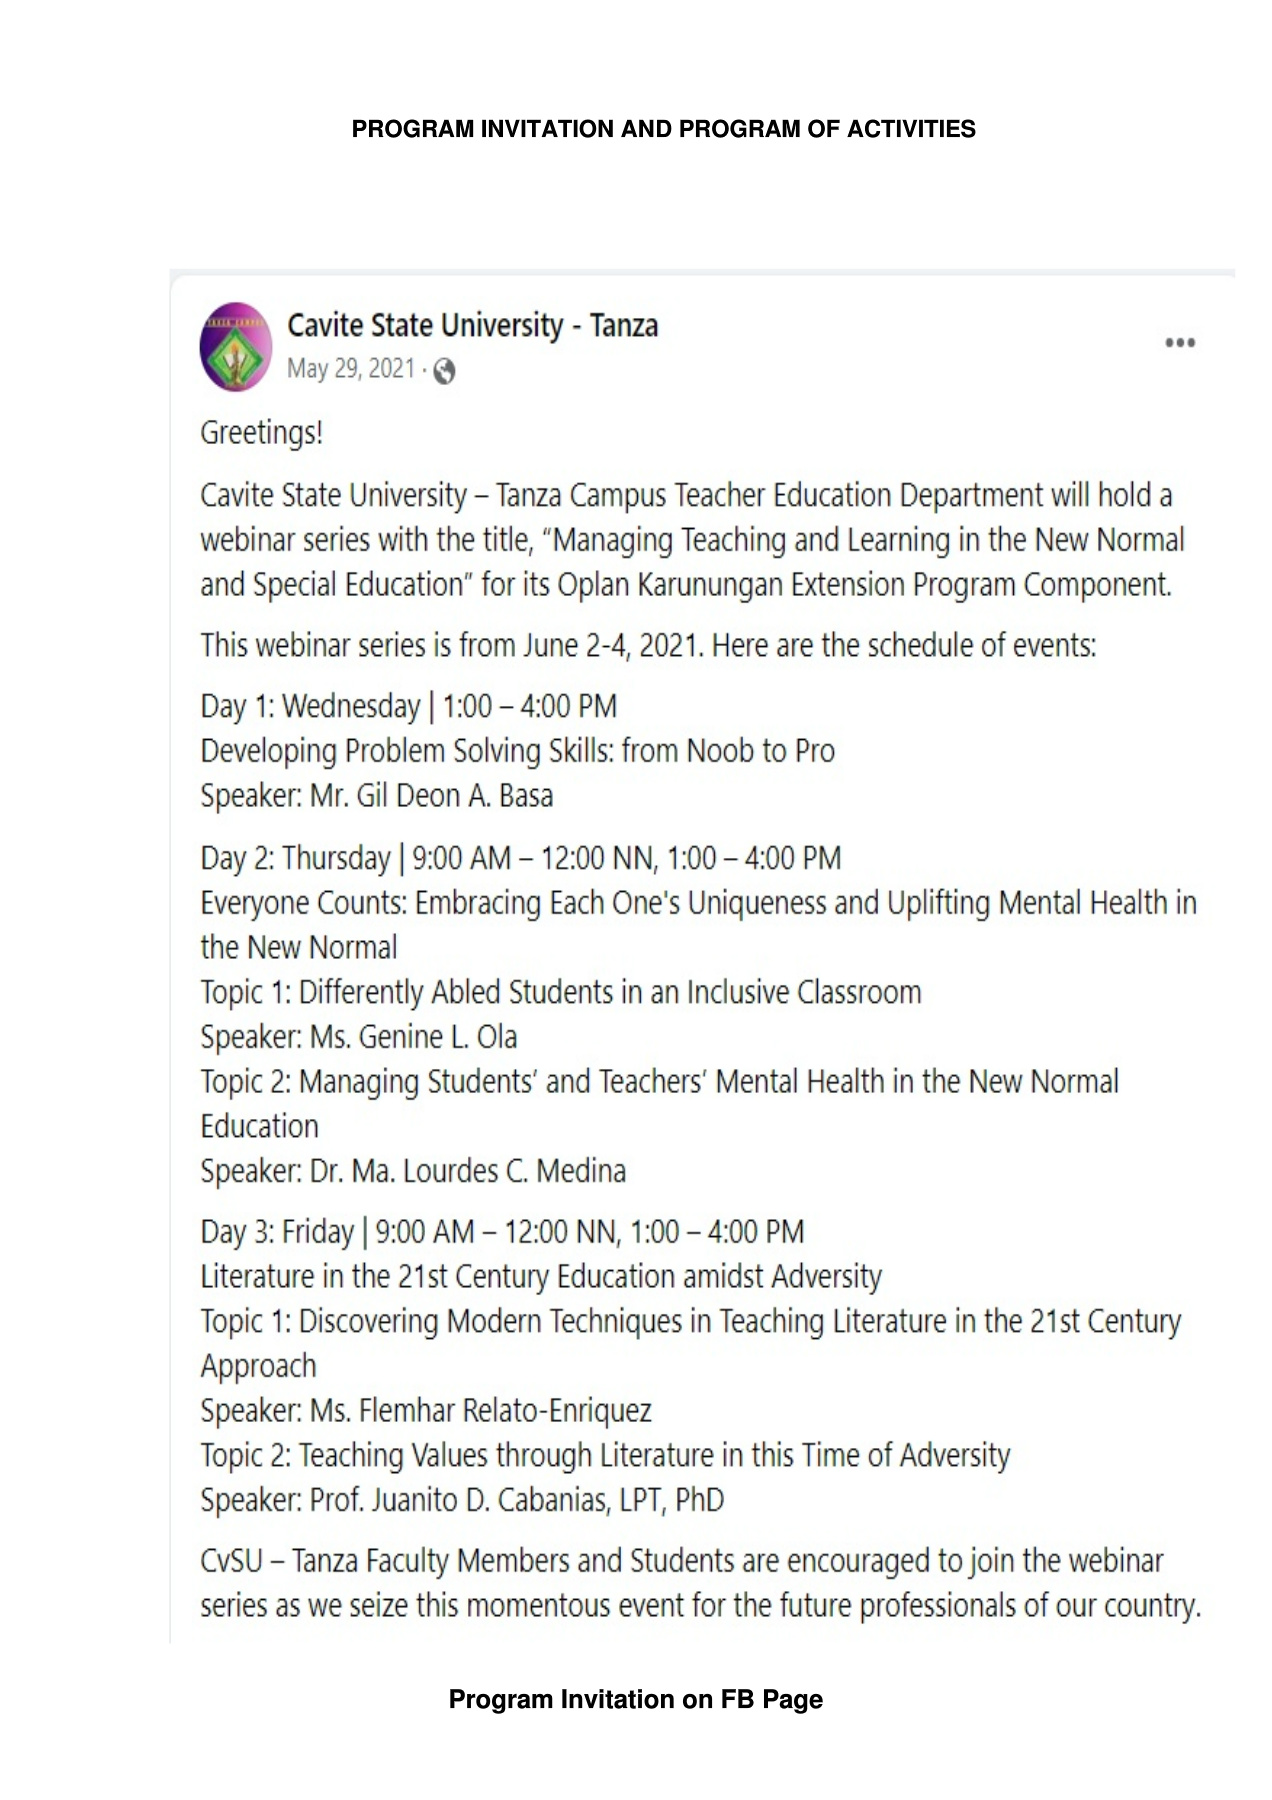 PROGRAM INVITATION AND PROGRAM OF ACTIVITIES
Cavite State University - Tanza
May 29, 2021 ·
Greetings!
Cavite State University – Tanza Campus Teacher Education Department will hold a
webinar series with the title, “Managing Teaching and Learning in the New Normal
and Special Education” for its Oplan Karunungan Extension Program Component.
This webinar series is from June 2-4, 2021. Here are the schedule of events:
Day 1: Wednesday | 1:00 – 4:00 PM
Developing Problem Solving Skills: from Noob to Pro
Speaker: Mr. Gil Deon A. Basa
Day 2: Thursday | 9:00 AM – 12:00 NN, 1:00 – 4:00 PM
Everyone Counts: Embracing Each One's Uniqueness and Uplifting Mental Health in
the New Normal
Topic 1: Differently Abled Students in an Inclusive Classroom
Speaker: Ms. Genine L. Ola
Topic 2: Managing Students’ and Teachers’ Mental Health in the New Normal
Education
Speaker: Dr. Ma. Lourdes C. Medina
Day 3: Friday | 9:00 AM – 12:00 NN, 1:00 – 4:00 PM
Literature in the 21st Century Education amidst Adversity
Topic 1: Discovering Modern Techniques in Teaching Literature in the 21st Century
Approach
Speaker: Ms. Flemhar Relato-Enriquez
Topic 2: Teaching Values through Literature in this Time of Adversity
Speaker: Prof. Juanito D. Cabanias, LPT, PhD
CvSU – Tanza Faculty Members and Students are encouraged to join the webinar
series as we seize this momentous event for the future professionals of our country.
Program Invitation on FB Page